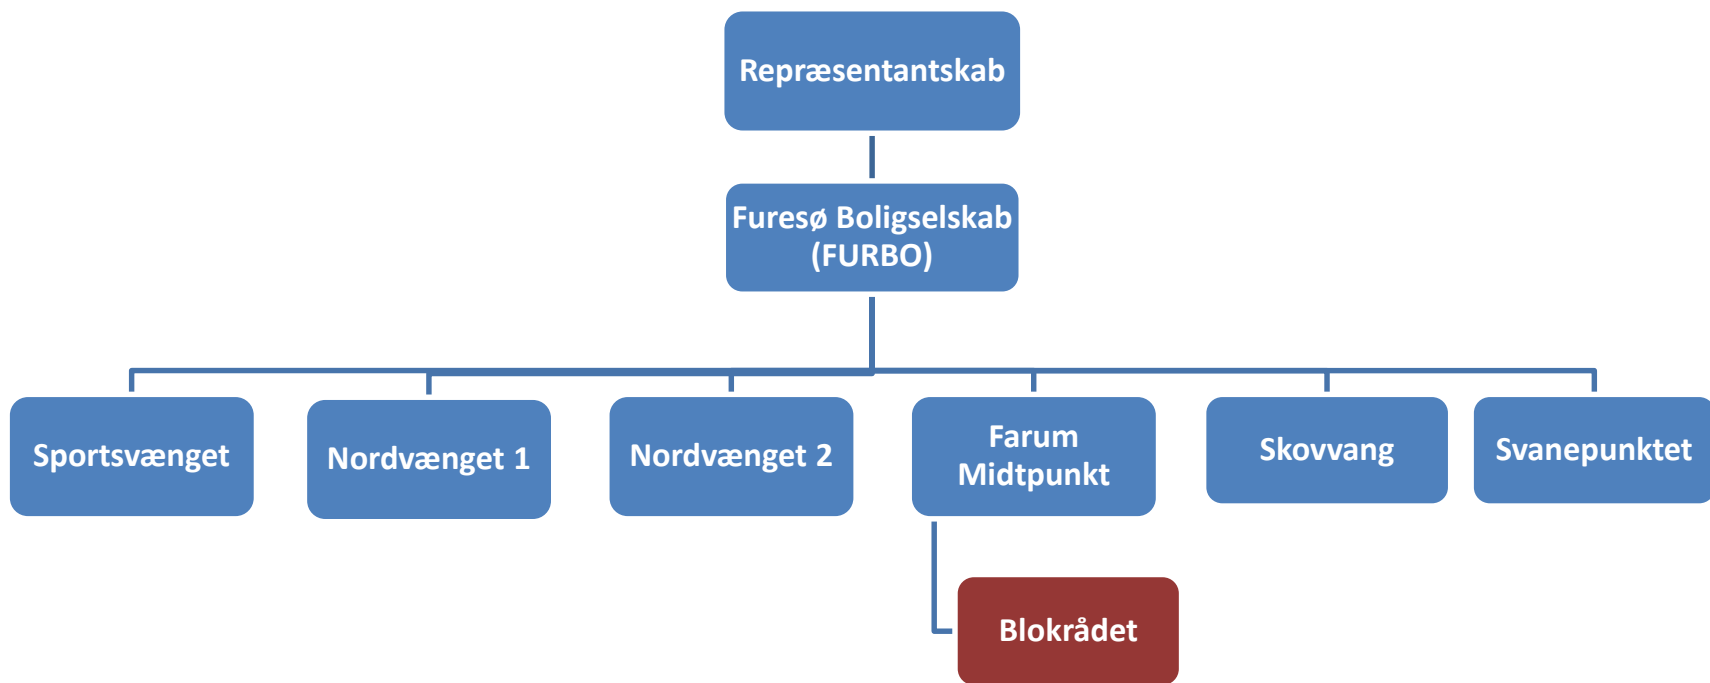 Repræsentantskab
Furesø Boligselskab
(FURBO)
Sportsvænget
Nordvænget 1
Nordvænget 2
Farum
Midtpunkt
Skovvang
Svanepunktet
Blokrådet